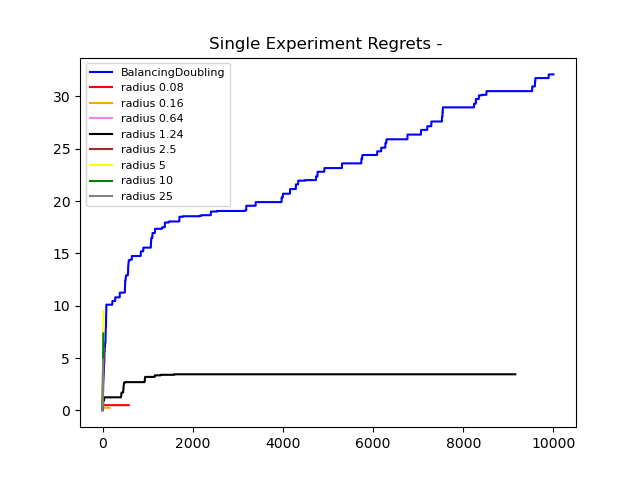 Single Experiment Regrets -
BalancingDoubling
radius 0.08
radius 0.16
radius 0.64
radius 1.24
radius 2.5
radius 5
radius 10
radius 25
30
25
20
15
10
5
0
0 2000 4000 6000 8000 10000